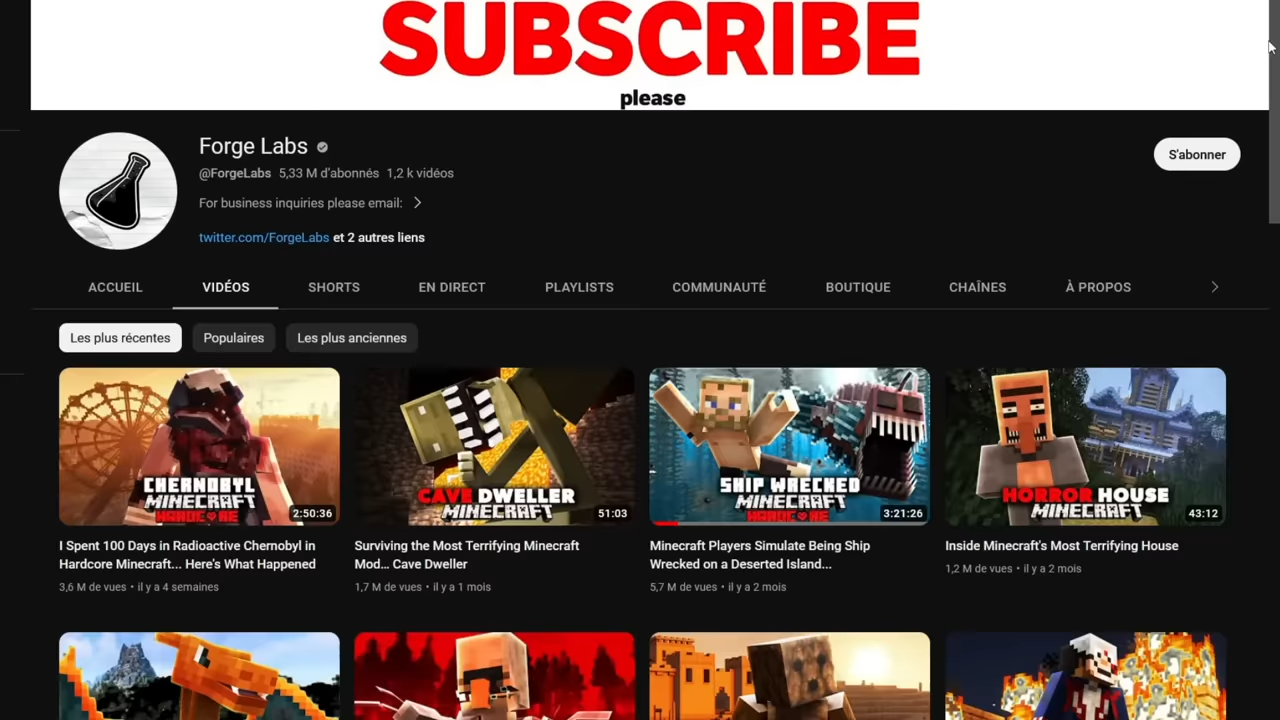 SUBSCRIBE
please
Forge Labs
@ForgeLabs 5,33 M d'abonnés 1,2 k vidéos
S'abonner
For business inquiries please email:
twitter.com/ForgeLabs et 2 autres liens
ACCUEIL VIDÉOS SHORTS EN DIRECT PLAYLISTS COMMUNAUTÉ BOUTIQUE CHAÎNES À PROPOS
Les plus récentes Populaires Les plus anciennes
CHERNOBYL
MINECRAFT
HARDCORE
2:50:36
CAVE DWELLER
MINECRAFT
51:03
SHIP WRECKED
MINECRAFT
HARDCORE
3:21:26
HORROR HOUSE
MINECRAFT
43:12
I Spent 100 Days in Radioactive Chernobyl in
Hardcore Minecraft... Here's What Happened
3,6 M de vues • il y a 4 semaines
Surviving the Most Terrifying Minecraft
Mod... Cave Dweller
1,7 M de vues • il y a 1 mois
Minecraft Players Simulate Being Ship
Wrecked on a Deserted Island...
5,7 M de vues • il y a 2 mois
Inside Minecraft's Most Terrifying House
1,2 M de vues • il y a 2 mois